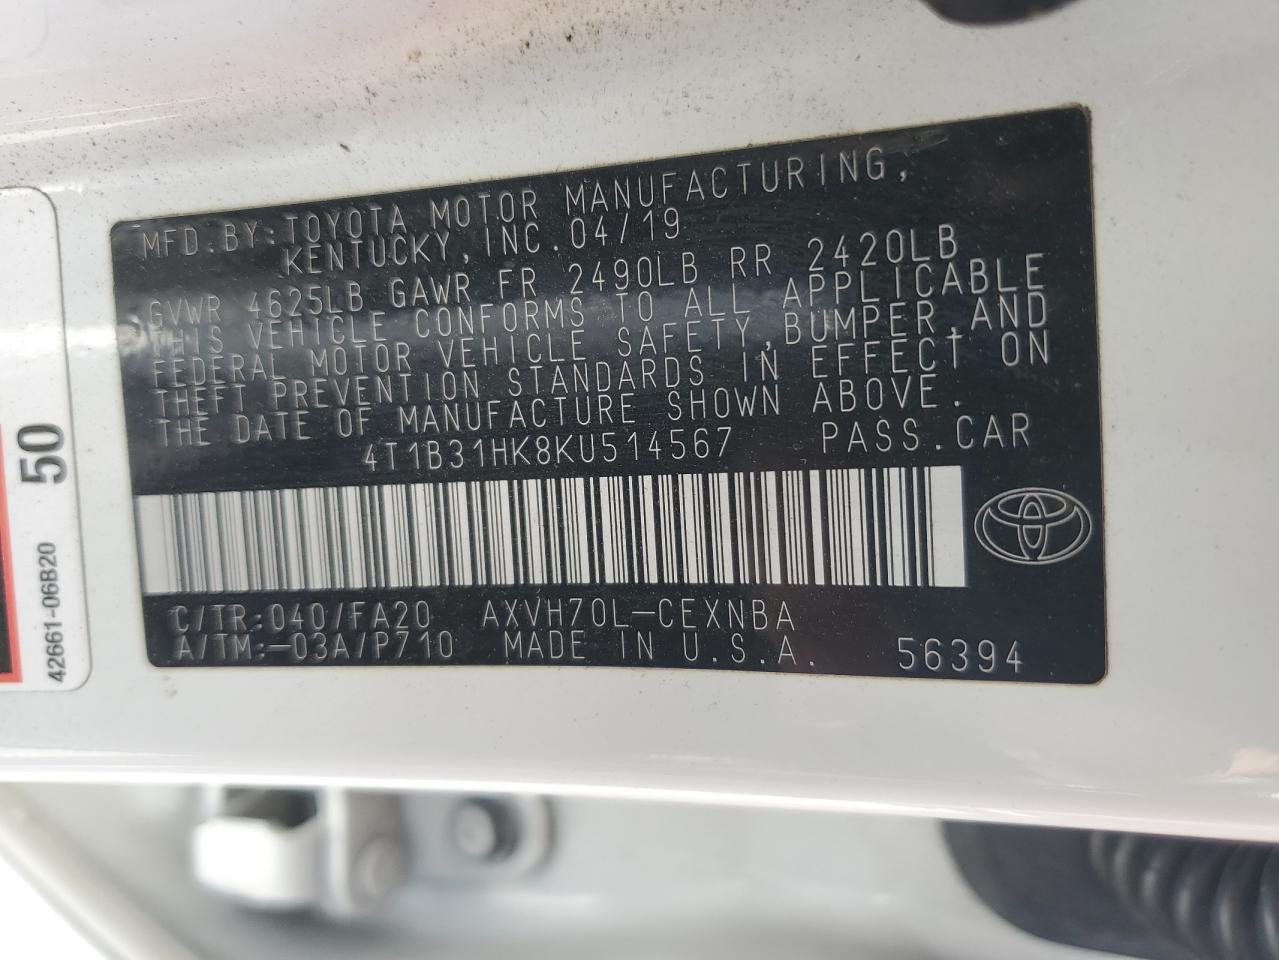 MFD.BY:TOYOTA MOTOR MANUFACTURING,
KENTUCKY,INC.04/19
GVWR 4625LB GAWR FR 2490LB RR 2420LB
THIS VEHICLE CONFORMS TO ALL APPLICABLE
FEDERAL MOTOR VEHICLE SAFETY,BUMPER,AND
THEFT PREVENTION STANDARDS IN EFFECT ON
THE DATE OF MANUFACTURE SHOWN ABOVE.
4T1B31HK8KU514567 PASS.CAR
C/TR:040/FA20 AXVH70L-CEXNBA
A/TM:-03A/P710 MADE IN U.S.A. 56394
50
42661-06B20